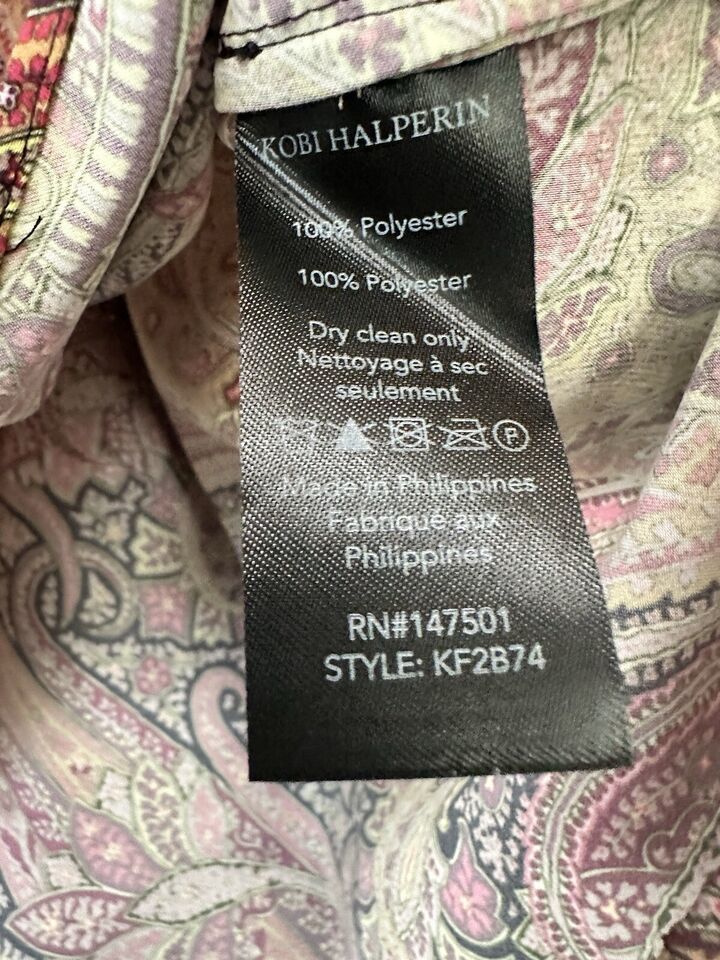 KOBI HALPERIN
100% Polyester
100% Polyester
Dry clean only
Nettoyage à sec
seulement
P
Made in Philippines
Fabriqué aux
Philippines
RN#147501
STYLE: KF2B74